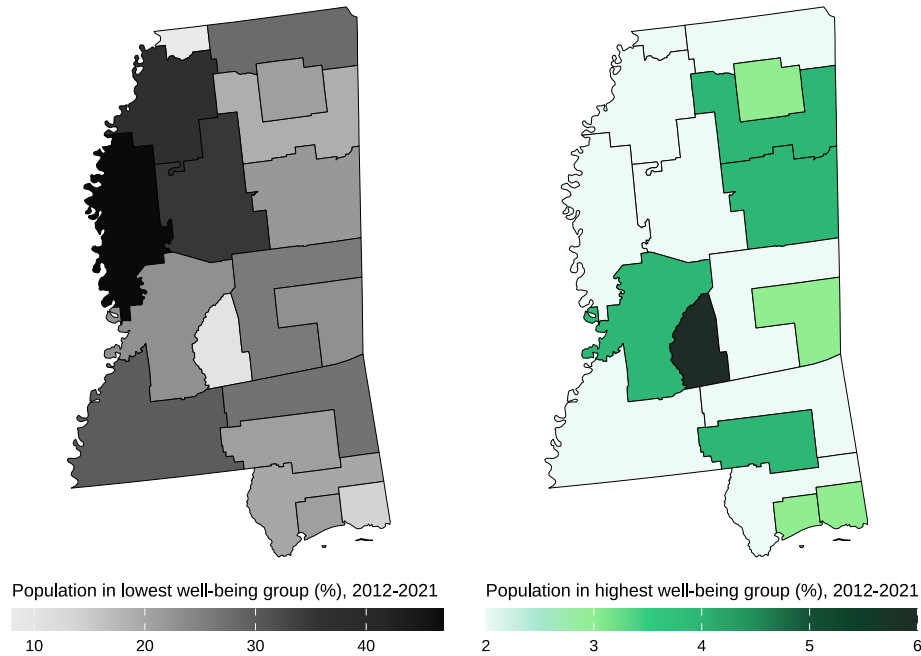 Population in lowest well-being group (%), 2012-2021
10 20 30 40
Population in highest well-being group (%), 2012-2021
2 3 4 5 6